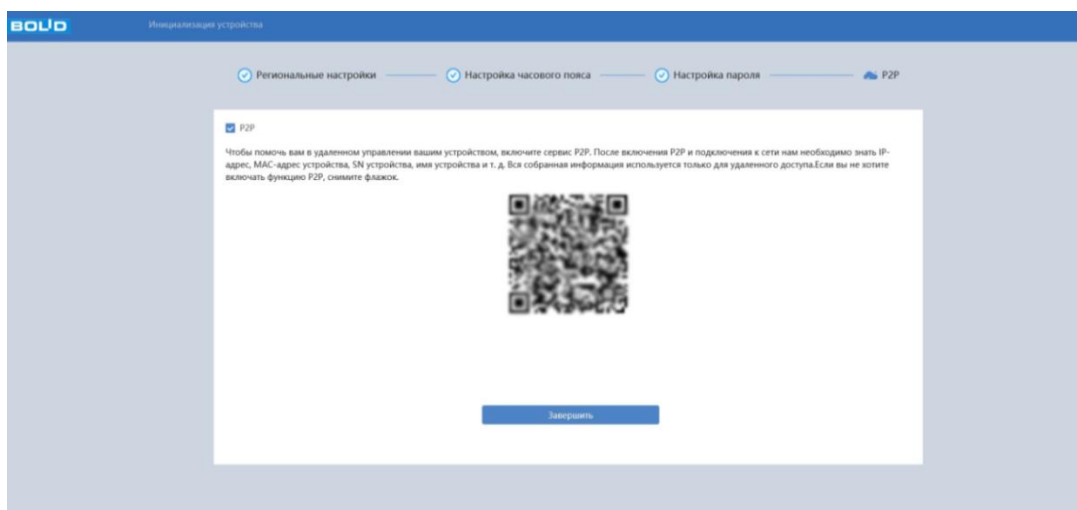 BOLID Инициализация устройства
Региональные настройки Настройка часового пояса Настройка пароля P2P
P2P
Чтобы помочь вам в удаленном управлении вашим устройством, включите сервис P2P. После включения P2P и подключения к сети нам необходимо знать IP-
адрес, MAC-адрес устройства, SN устройства, имя устройства и т. д. Вся собранная информация используется только для удаленного доступа.Если вы не хотите
включать функцию P2P, снимите флажок.
Завершить